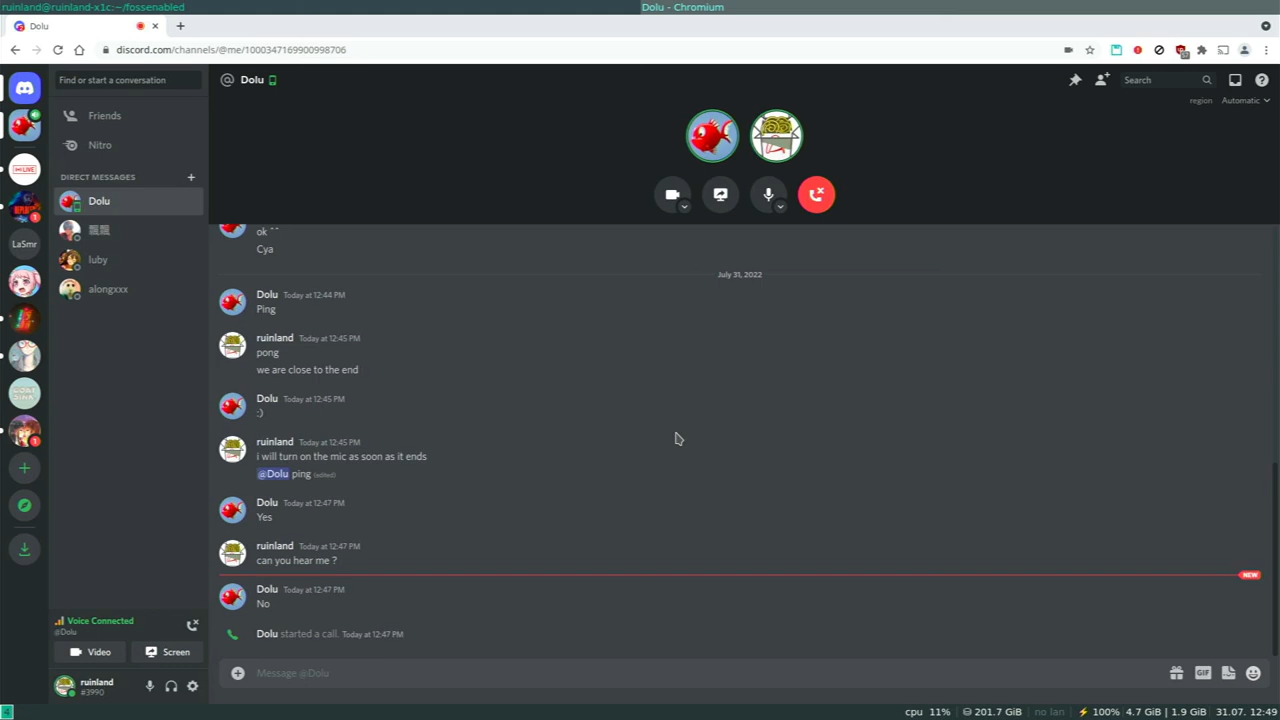 ruinland@ruinland-x1c:~/fossenabled
Dolu - Chromium
Dolu
discord.com/channels/@me/1000347169900998706
Find or start a conversation
Friends
Nitro
DIRECT MESSAGES
Dolu
luby
alongxxx
LIVE
1
LaSmr
1
Voice Connected
@Dolu
Video
Screen
ruinland
#3990
Dolu
Search
region
Automatic
ok ^^
Cya
July 31, 2022
Dolu Today at 12:44 PM
Ping
ruinland Today at 12:45 PM
pong
we are close to the end
Dolu Today at 12:45 PM
:)
ruinland Today at 12:45 PM
i will turn on the mic as soon as it ends
@Dolu ping (edited)
Dolu Today at 12:47 PM
Yes
ruinland Today at 12:47 PM
can you hear me ?
NEW
Dolu Today at 12:47 PM
No
Dolu started a call. Today at 12:47 PM
Message @Dolu
GIF
4
cpu 11%
201.7 GiB
no lan
100%
4.7 GiB | 1.9 GiB
31.07. 12:49